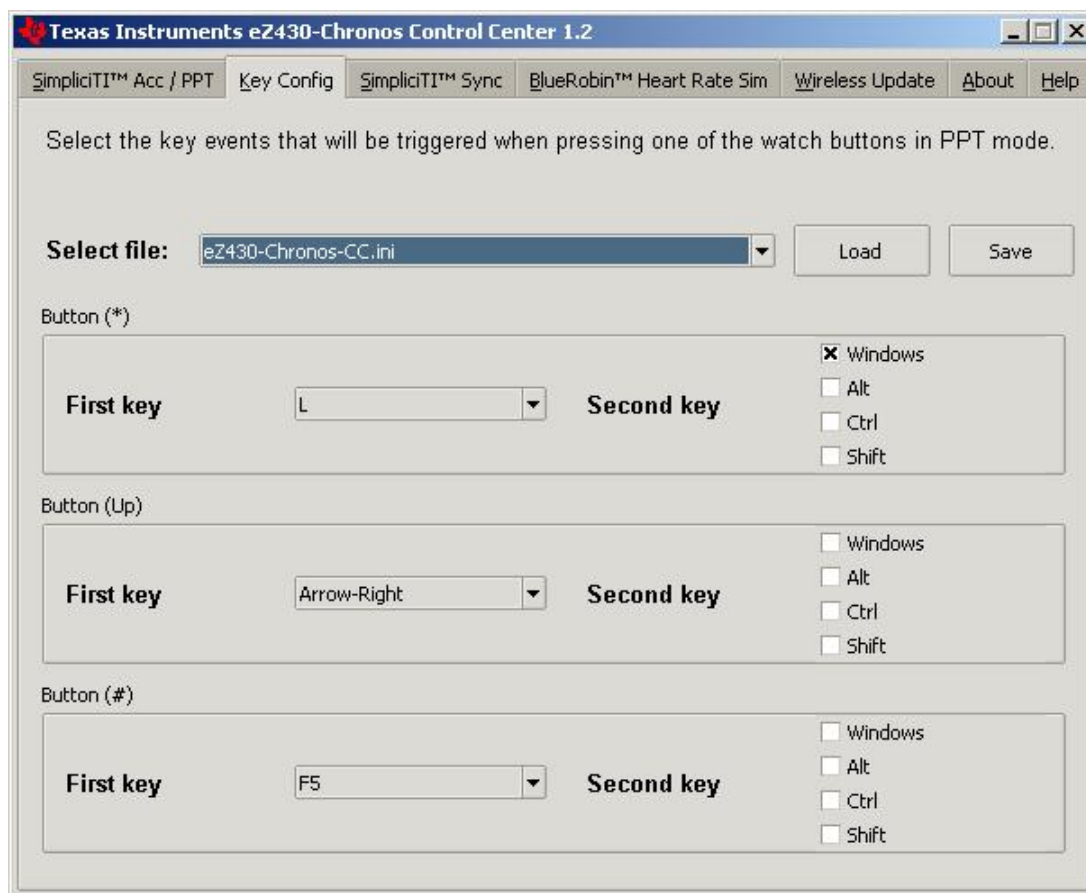 Texas Instruments eZ430-Chronos Control Center 1.2
SimpliciTI™ Acc / PPT Key Config SimpliciTI™ Sync BlueRobin™ Heart Rate Sim Wireless Update About Help
Select the key events that will be triggered when pressing one of the watch buttons in PPT mode.
Select file: eZ430-Chronos-CC.ini Load Save
Button (*)
Windows
Alt
First key L Second key
Ctrl
Shift
Button (Up)
Windows
Alt
First key Arrow-Right Second key
Ctrl
Shift
Button (#)
Windows
Alt
First key F5 Second key
Ctrl
Shift